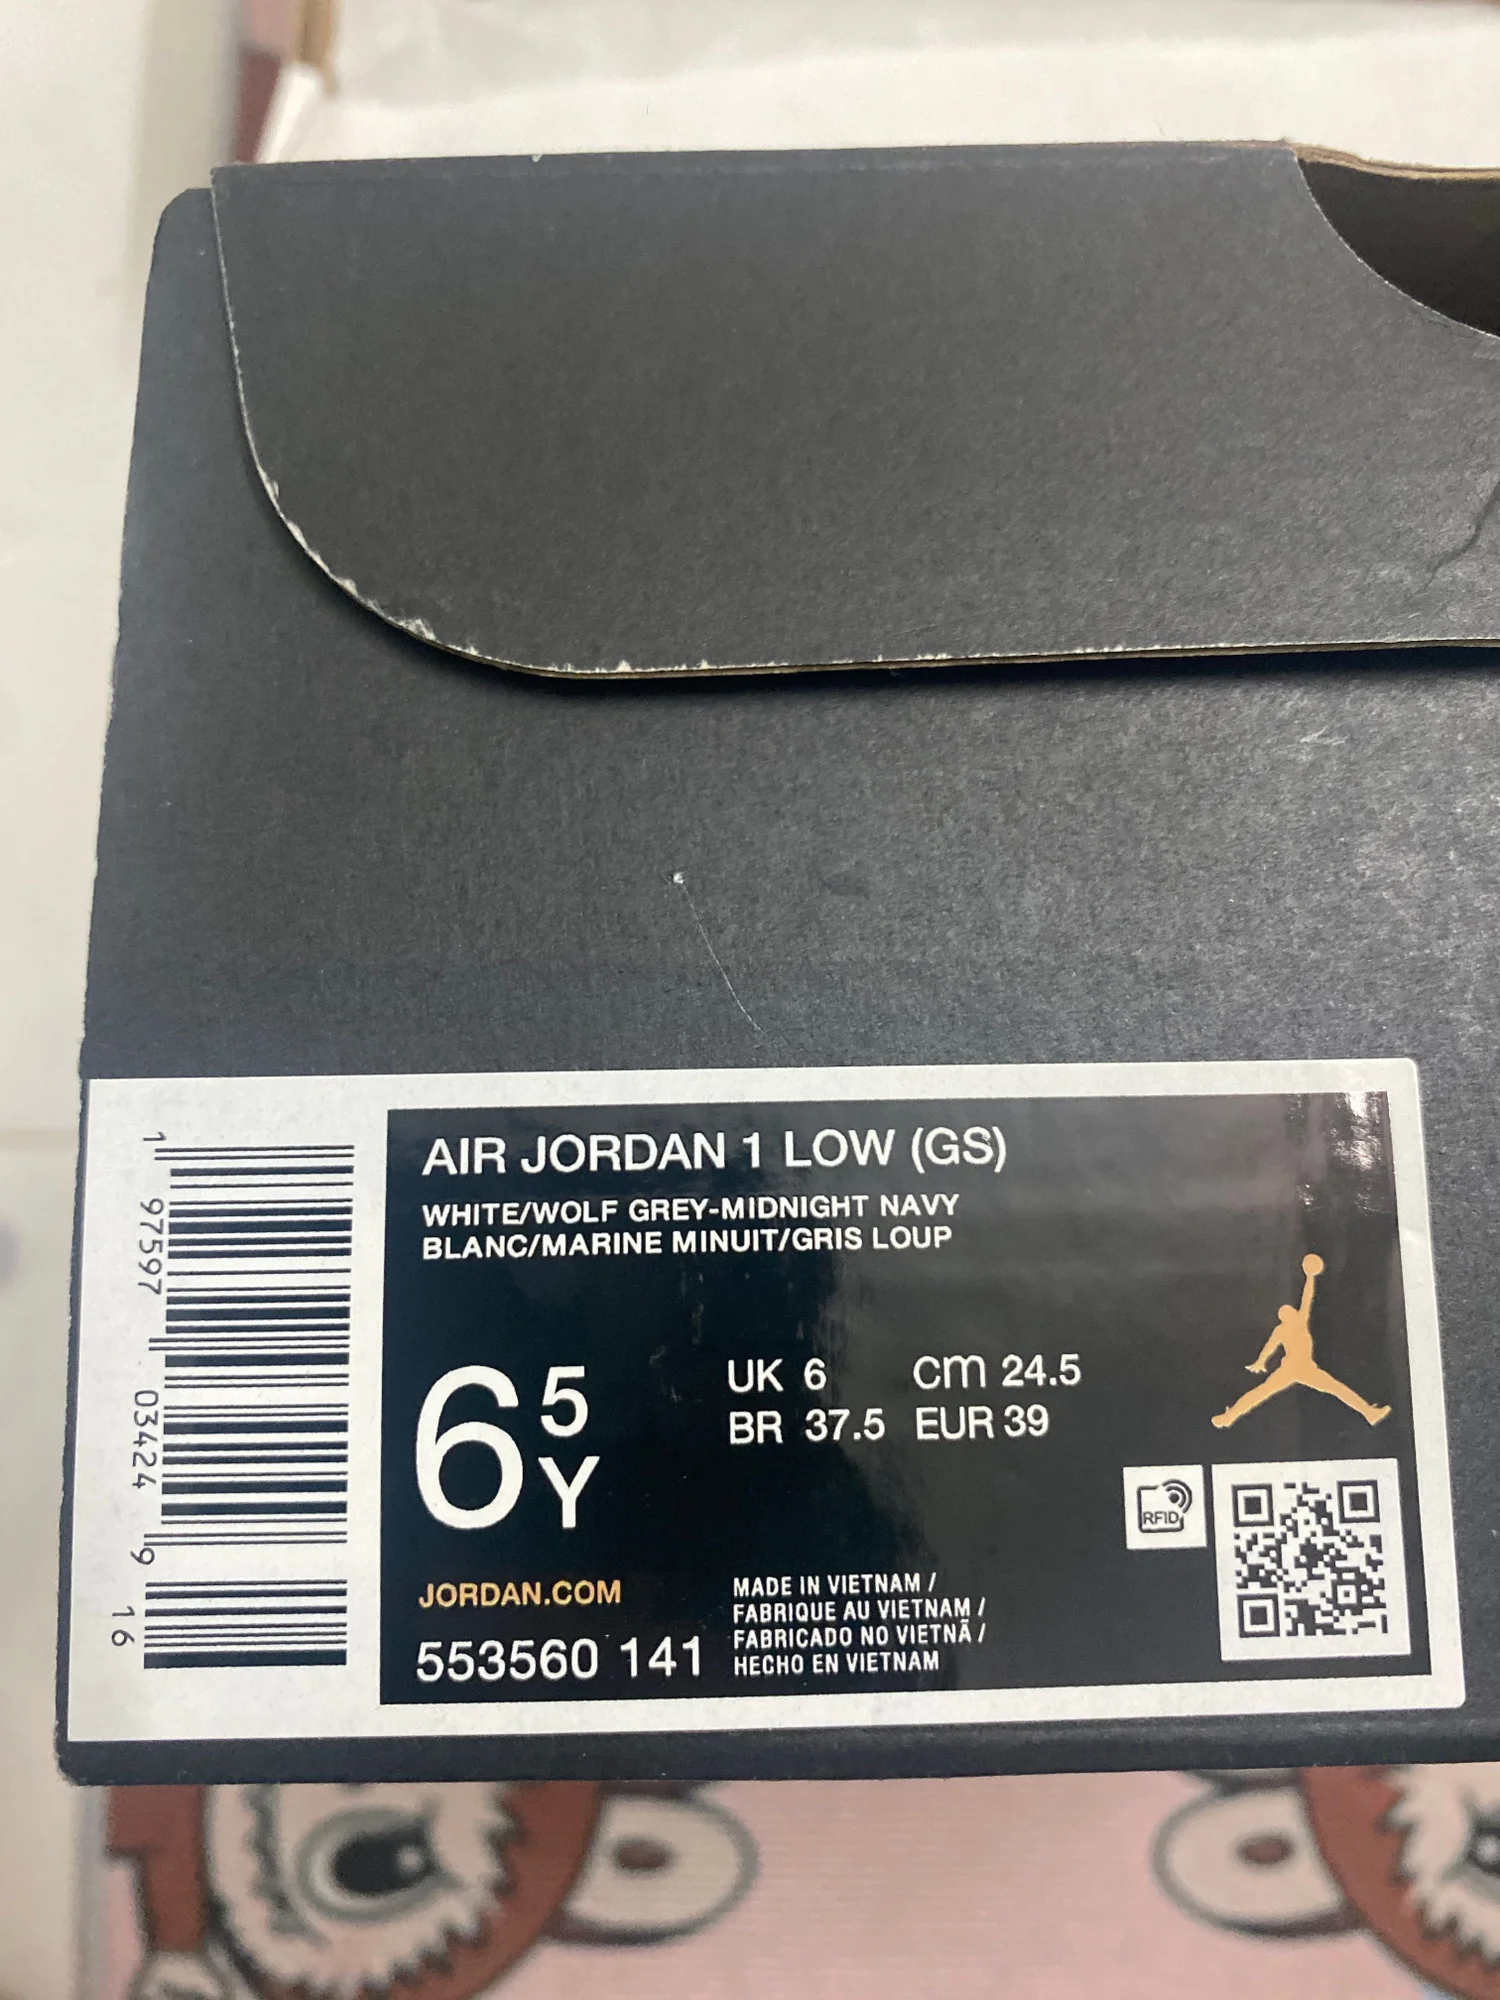 AIR JORDAN 1 LOW (GS)
WHITE/WOLF GREY-MIDNIGHT NAVY
BLANC/MARINE MINUIT/GRIS LOUP
6 5 Y
UK 6 cm 24.5
BR 37.5 EUR 39
RFID
JORDAN.COM
553560 141
MADE IN VIETNAM /
FABRIQUE AU VIETNAM /
FABRICADO NO VIETNÃ /
HECHO EN VIETNAM
1 97597 03424 9 16